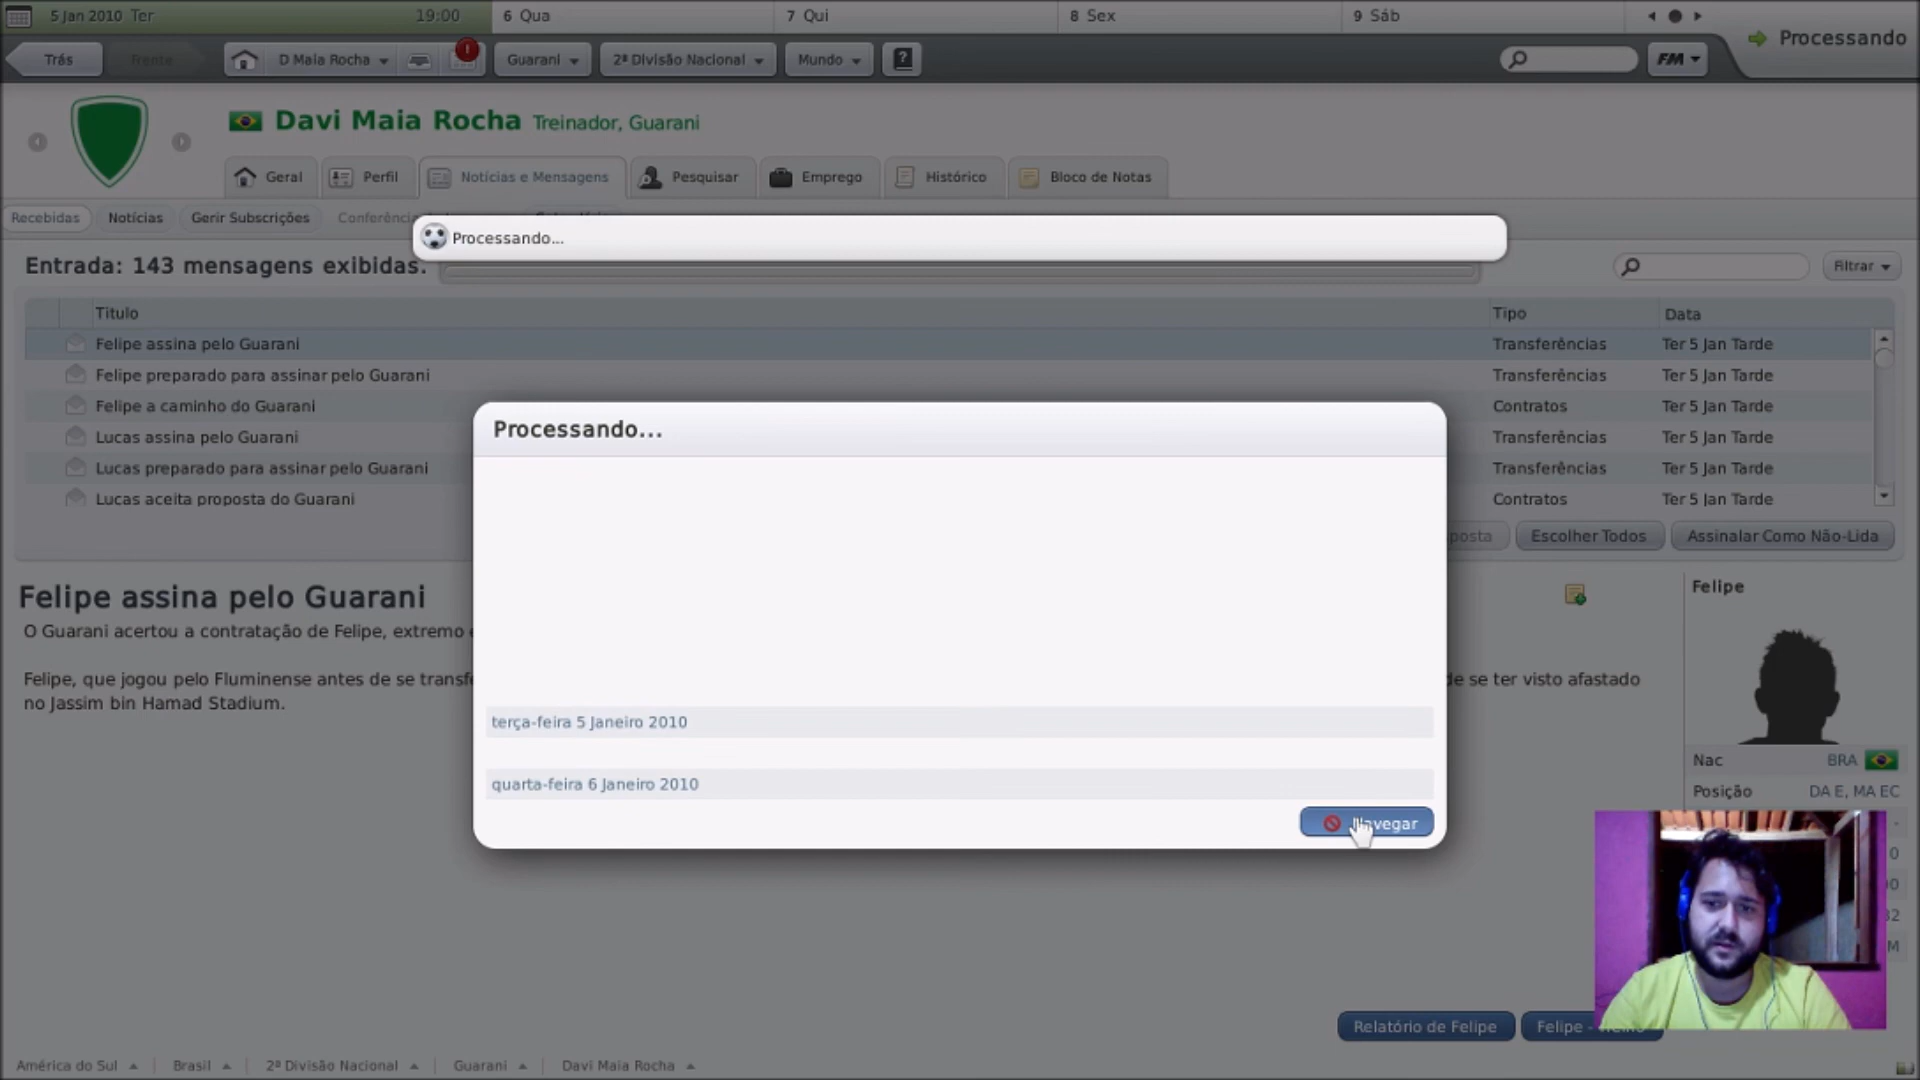 5 Jan 2010 Ter 19:00 6 Qua 7 Qui 8 Sex 9 Sáb
Processando
Trás Frente D Maia Rocha ! Guarani 2ª Divisão Nacional Mundo ? FM
Davi Maia Rocha Treinador, Guarani
Geral Perfil Notícias e Mensagens Pesquisar Emprego Histórico Bloco de Notas
Recebidas Notícias Gerir Subscrições
Processando...
Entrada: 143 mensagens exibidas. Filtrar
Titulo Tipo Data
Felipe assina pelo Guarani Transferências Ter 5 Jan Tarde
Felipe preparado para assinar pelo Guarani Transferências Ter 5 Jan Tarde
Felipe a caminho do Guarani Contratos Ter 5 Jan Tarde
Lucas assina pelo Guarani Transferências Ter 5 Jan Tarde
Lucas preparado para assinar pelo Guarani Transferências Ter 5 Jan Tarde
Lucas aceita proposta do Guarani Contratos Ter 5 Jan Tarde
Escolher Todos Assinalar Como Não-Lida
Processando...
Felipe assina pelo Guarani
O Guarani acertou a contratação de Felipe, extremo
Felipe, que jogou pelo Fluminense antes de se de se ter visto afastado
no Jassim bin Hamad Stadium.
terça-feira 5 Janeiro 2010
quarta-feira 6 Janeiro 2010
Navegar
Felipe
Nac BRA
Posição DA E, MA EC
Relatório de Felipe Felipe -
América do Sul Brasil 2ª Divisão Nacional Guarani Davi Maia Rocha